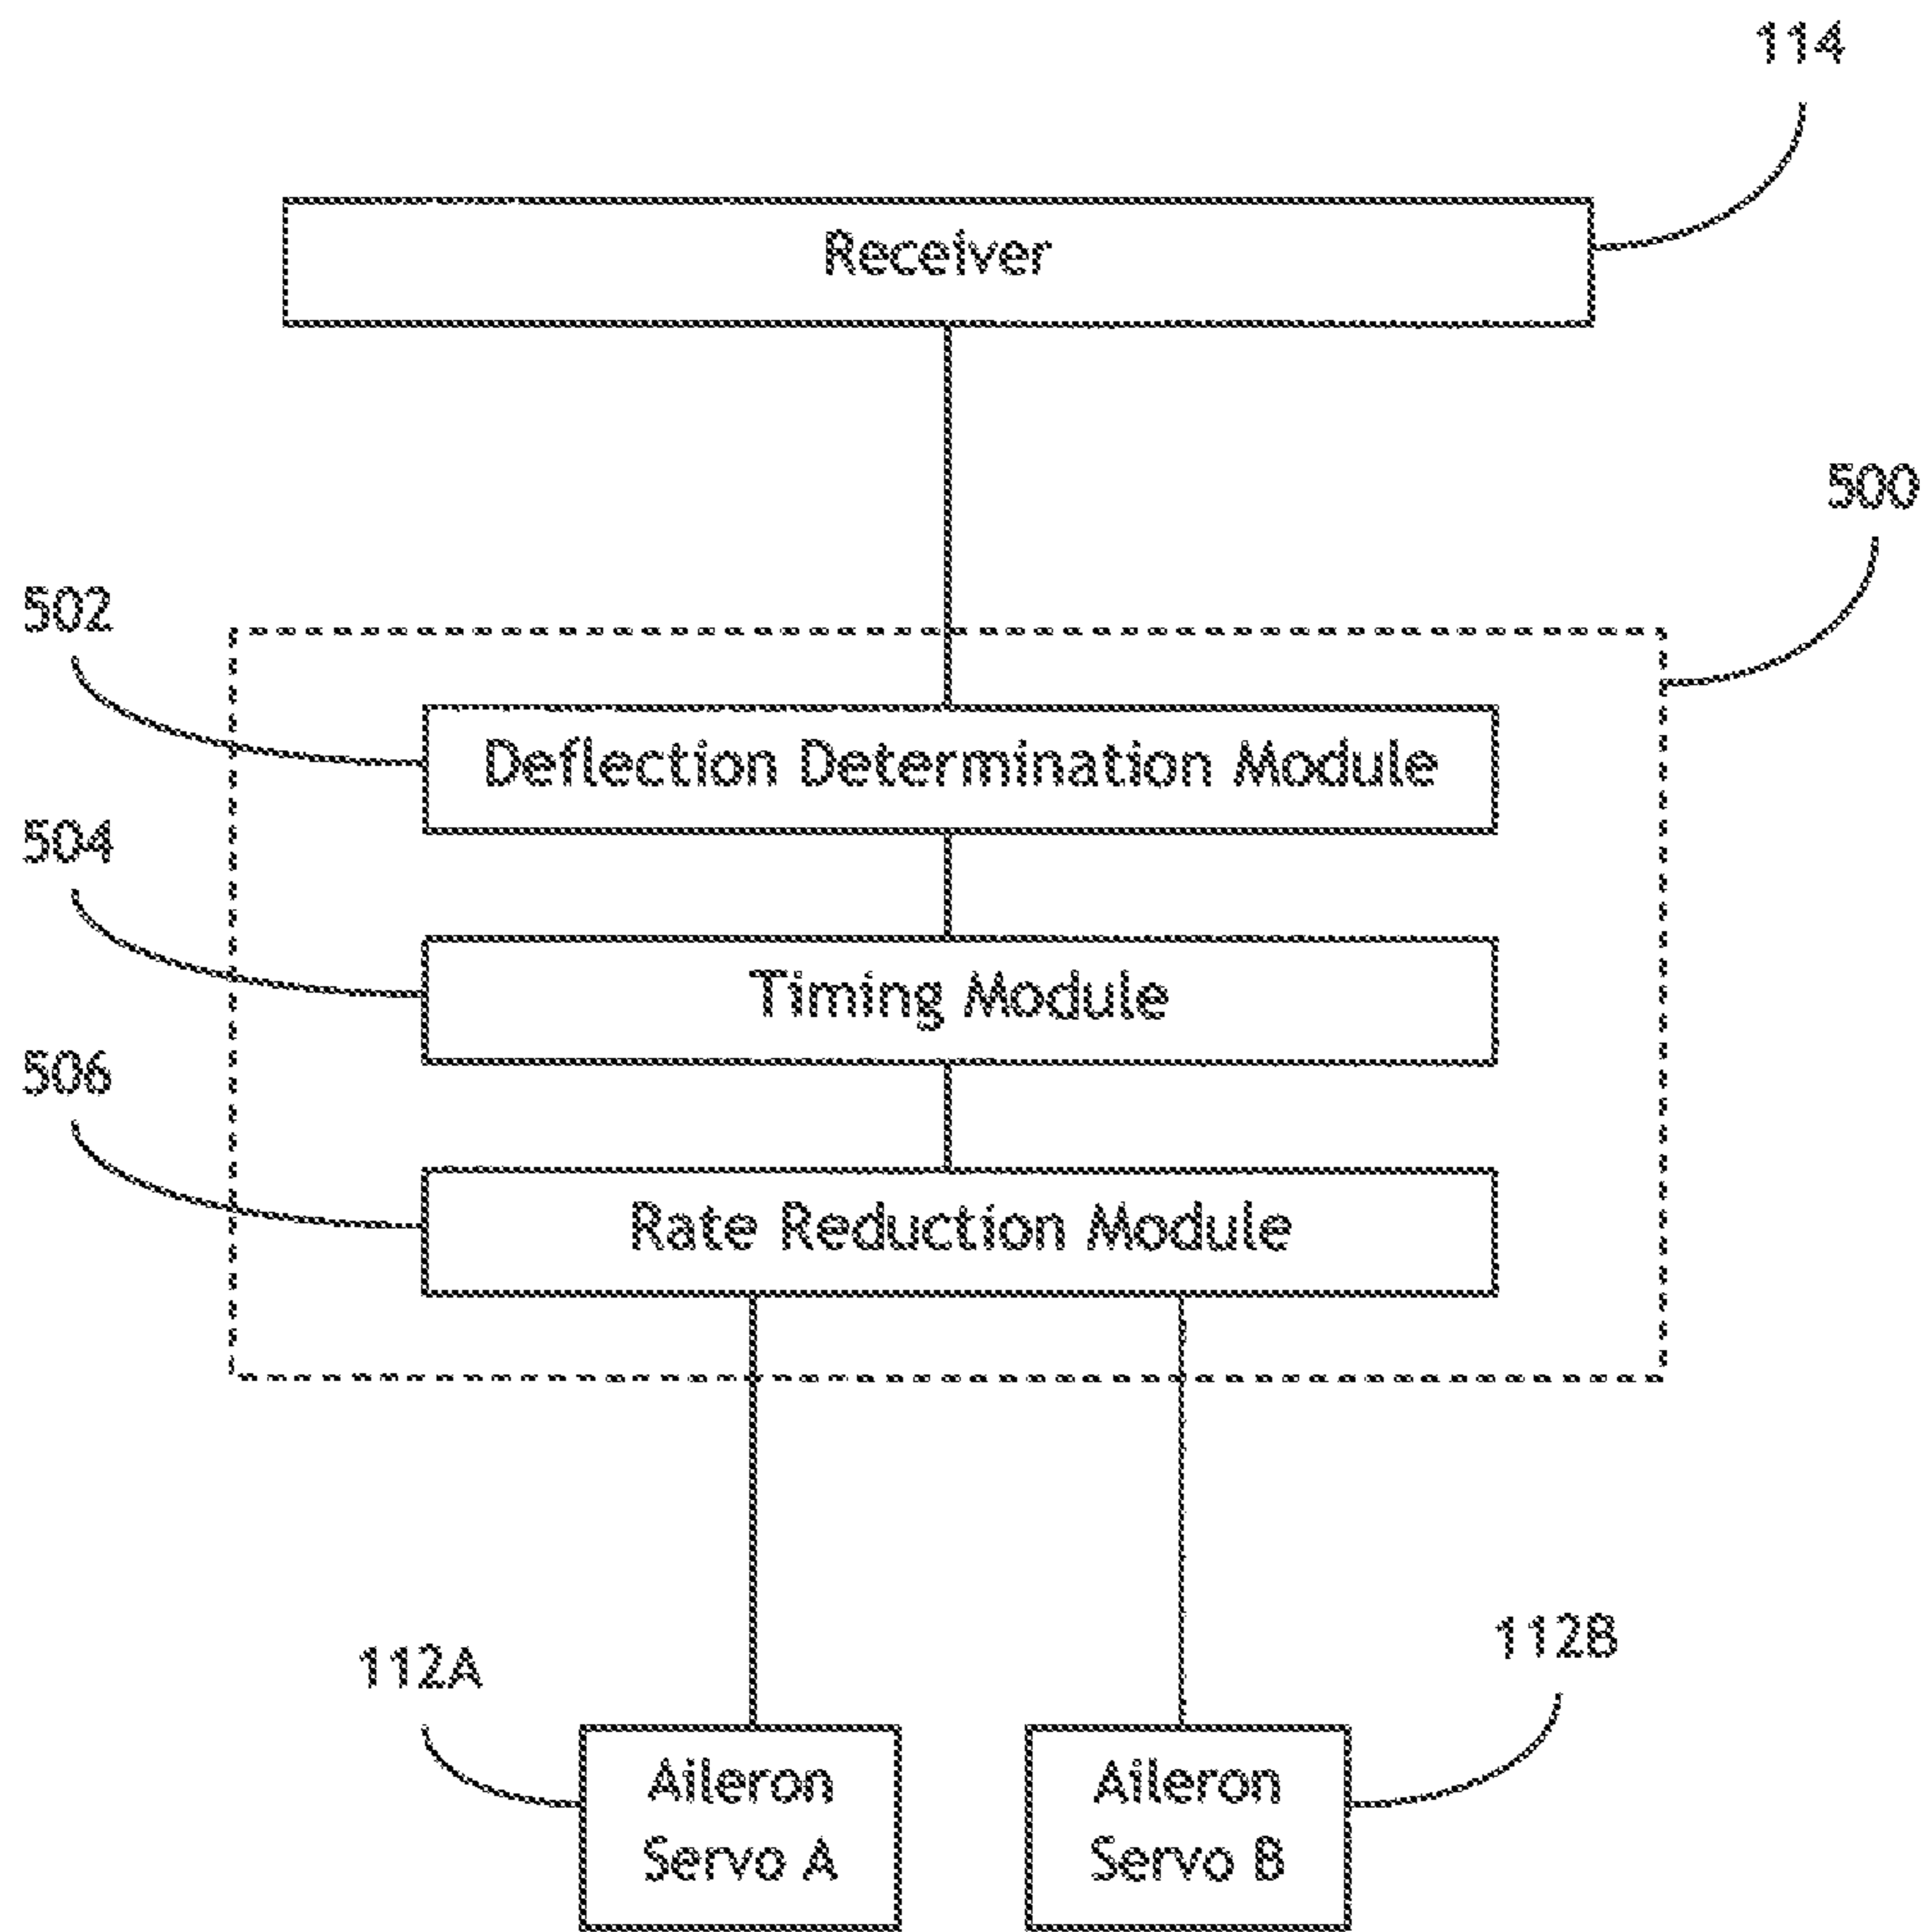 114
Receiver
500
502
Deflection Determination Module
504
Timing Module
506
Rate Reduction Module
112A
112B
Aileron
Servo A
Aileron
Servo B